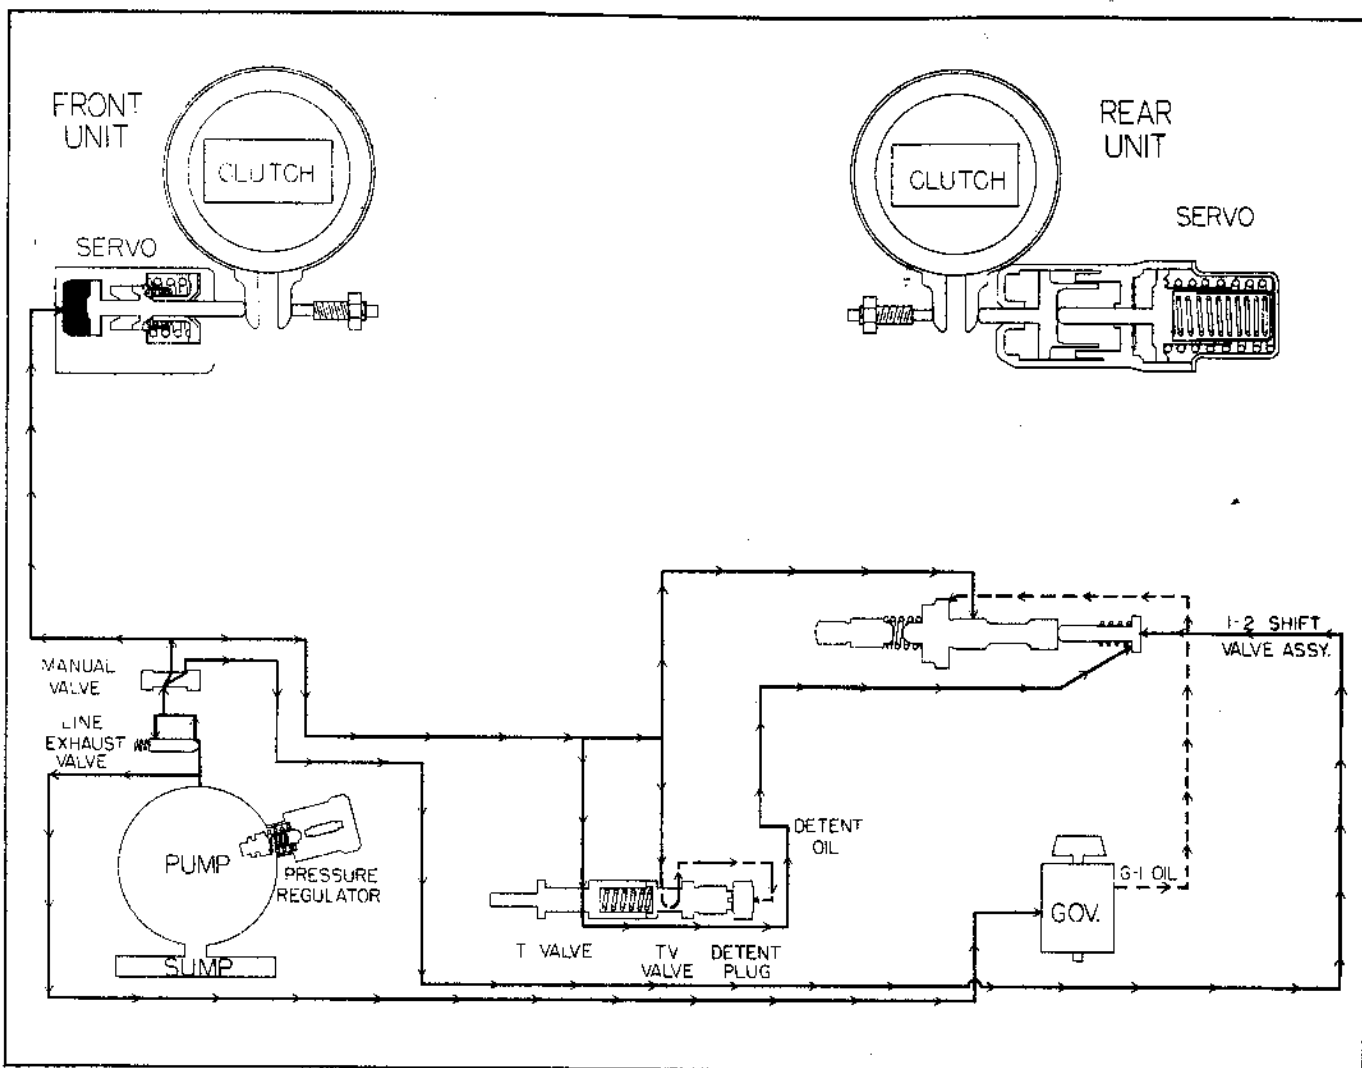 FRONT
UNIT
CLUTCH
SERVO
REAR
UNIT
CLUTCH
SERVO
1-2 SHIFT
VALVE ASSY.
MANUAL
VALVE
LINE
EXHAUST
VALVE
PUMP
PRESSURE
REGULATOR
SUMP
DETENT
OIL
T VALVE
TV
VALVE
DETENT
PLUG
G-1 OIL
GOV.